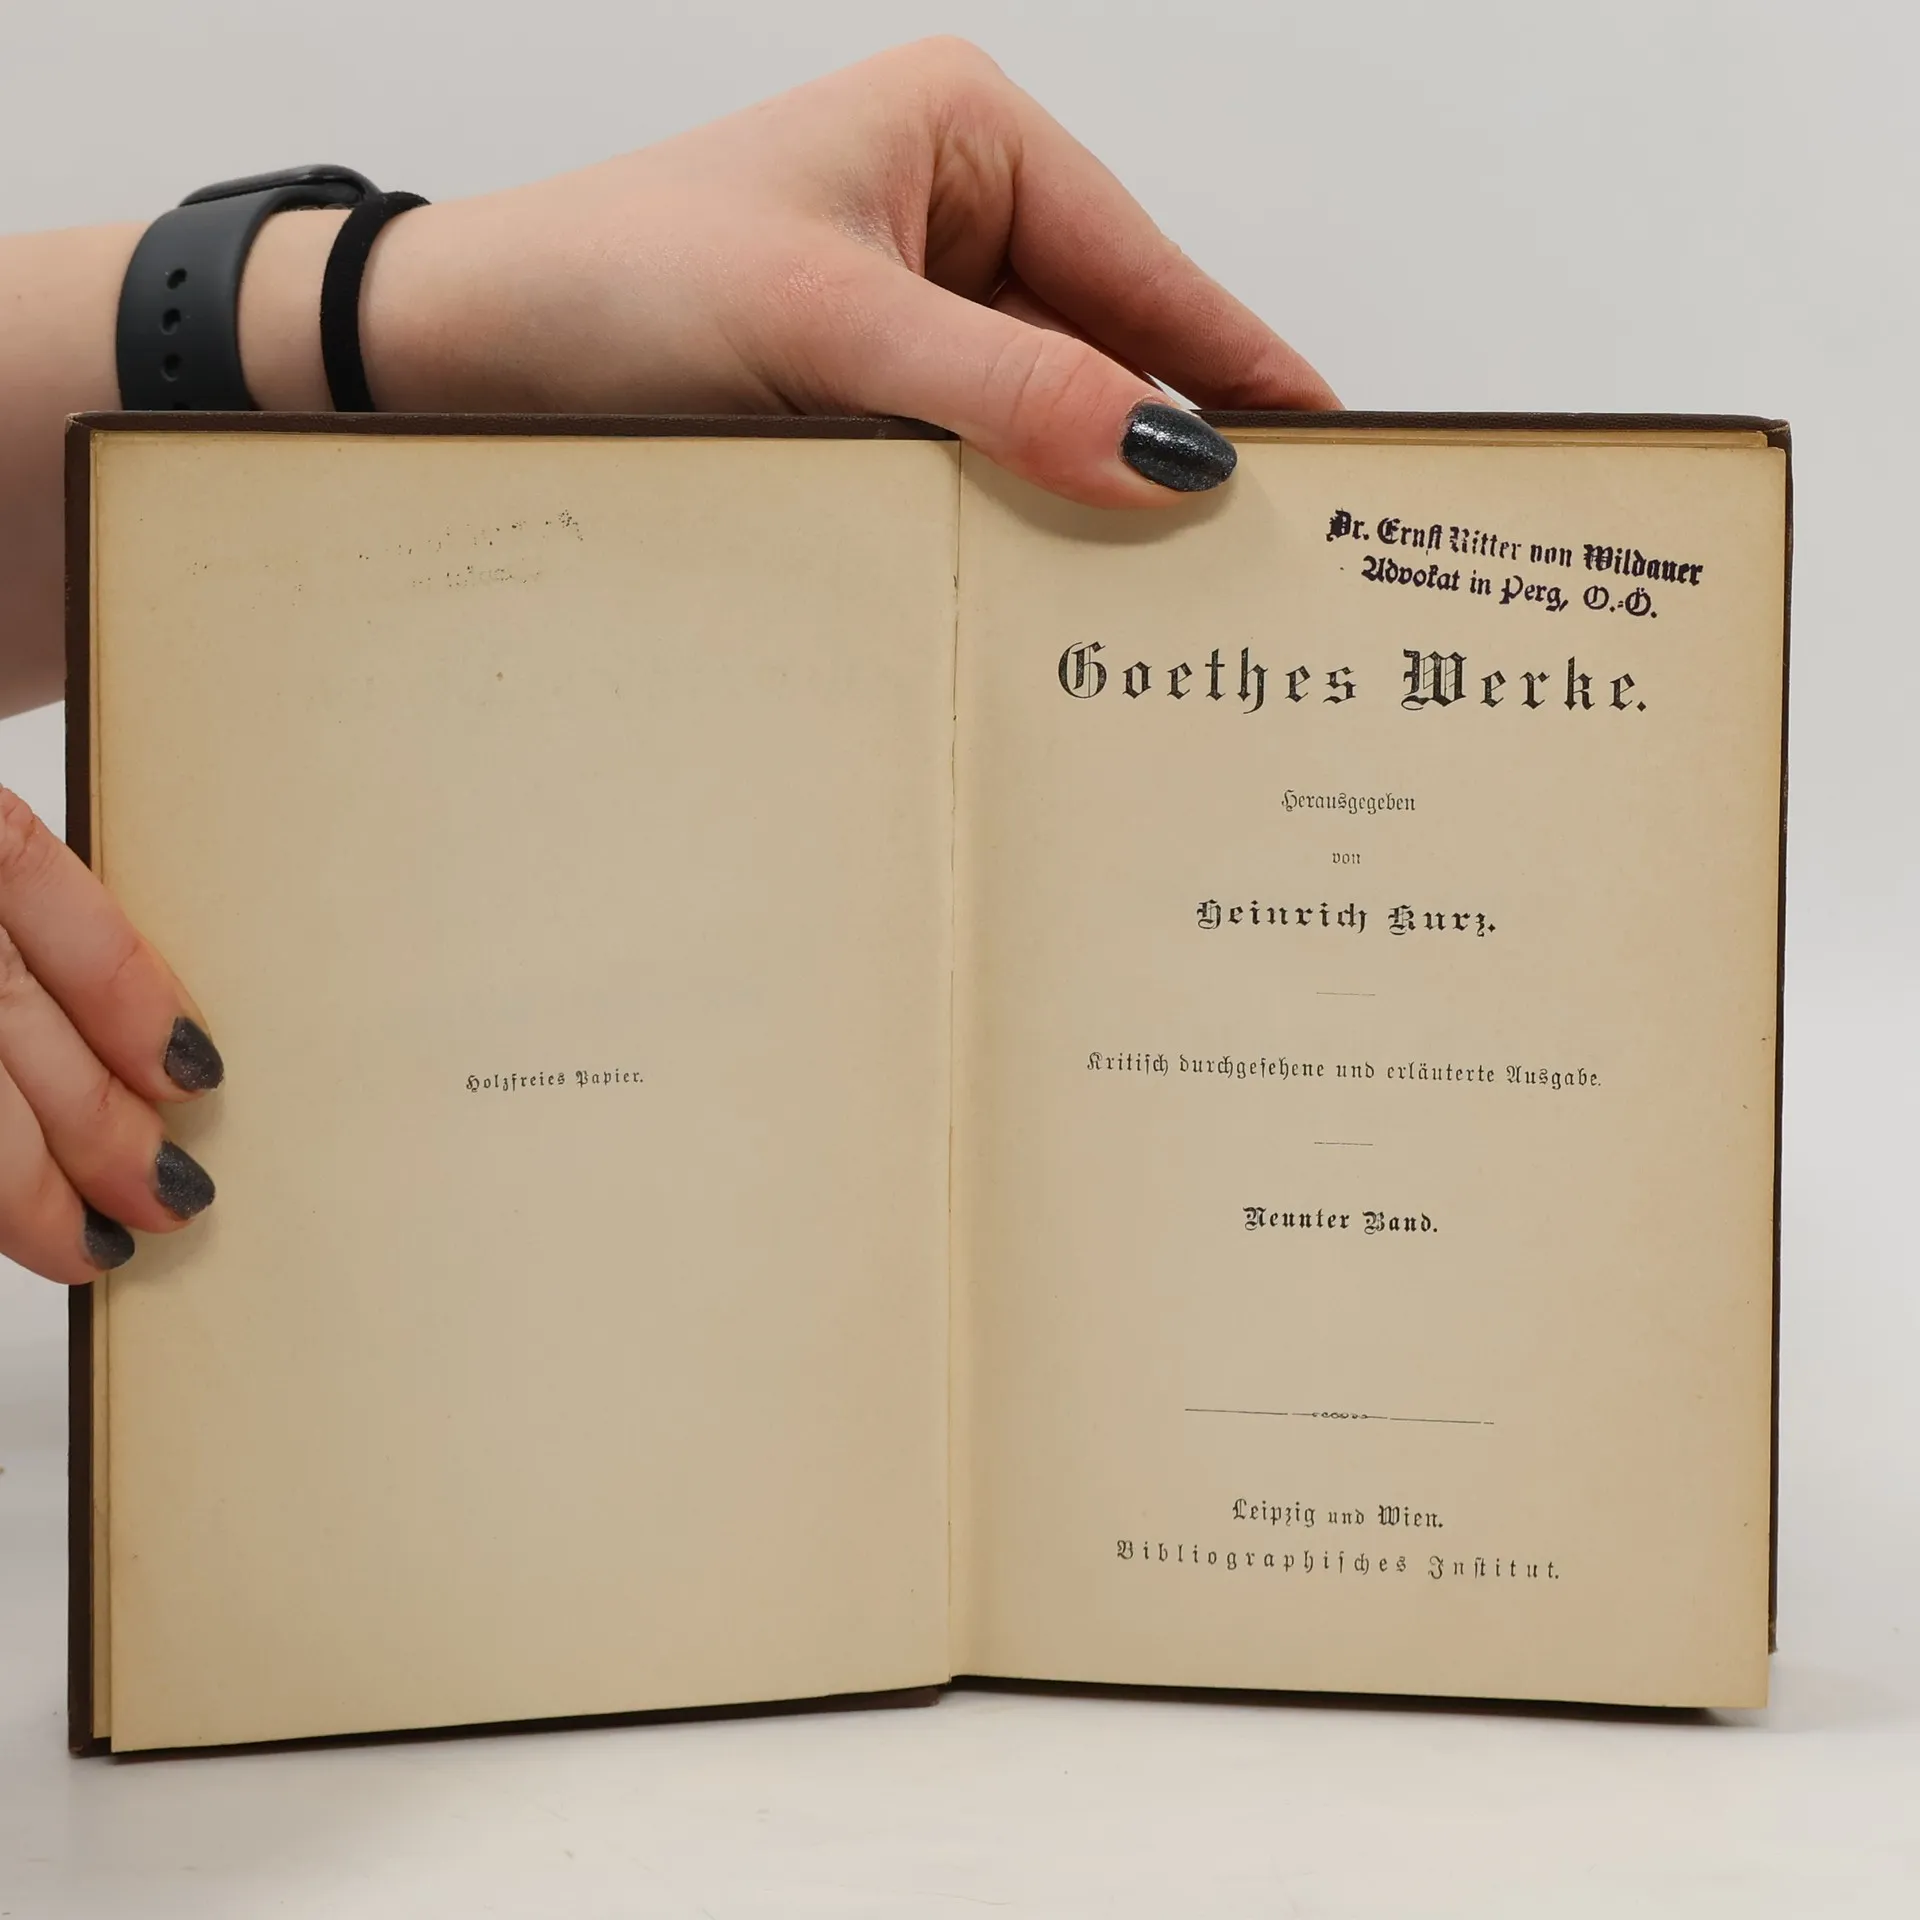 Holzfreies Papier.
Dr. Ernſt Ritter von Wildauer
Advokat in Perg, O.=Ö.
Goethes Werke.
Herausgegeben
von
Heinrich Kurz.
Kritiſch durchgeſehene und erläuterte Ausgabe.
Neunter Band.
Leipzig und Wien.
Bibliographiſches Inſtitut.